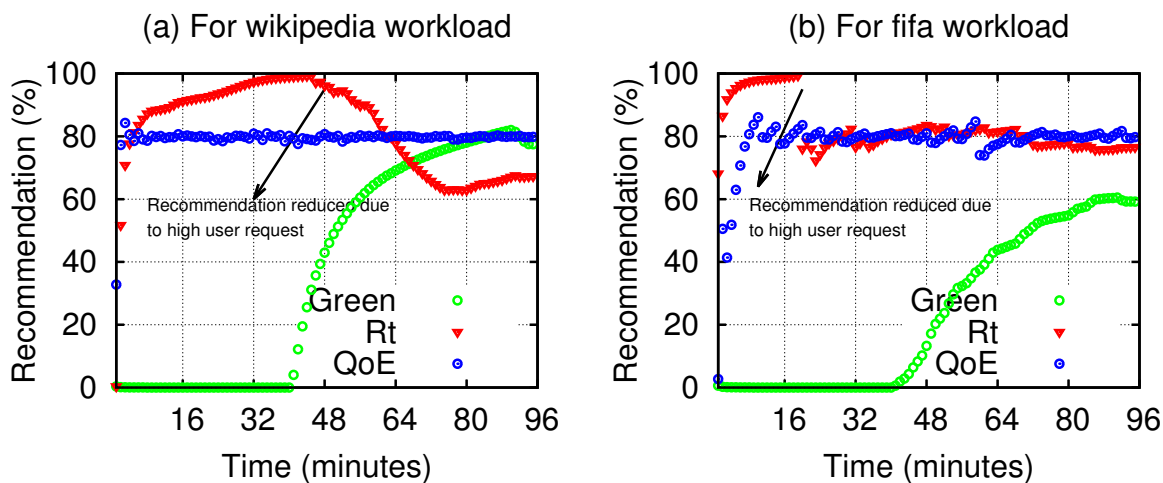 (a) For wikipedia workload
Recommendation (%)
100
80
60
40
20
0
Recommendation reduced due
to high user request
Green
Rt
QoE
16 32 48 64 80 96
Time (minutes)
(b) For fifa workload
Recommendation (%)
100
80
60
40
20
0
Recommendation reduced due
to high user request
Green
Rt
QoE
16 32 48 64 80 96
Time (minutes)